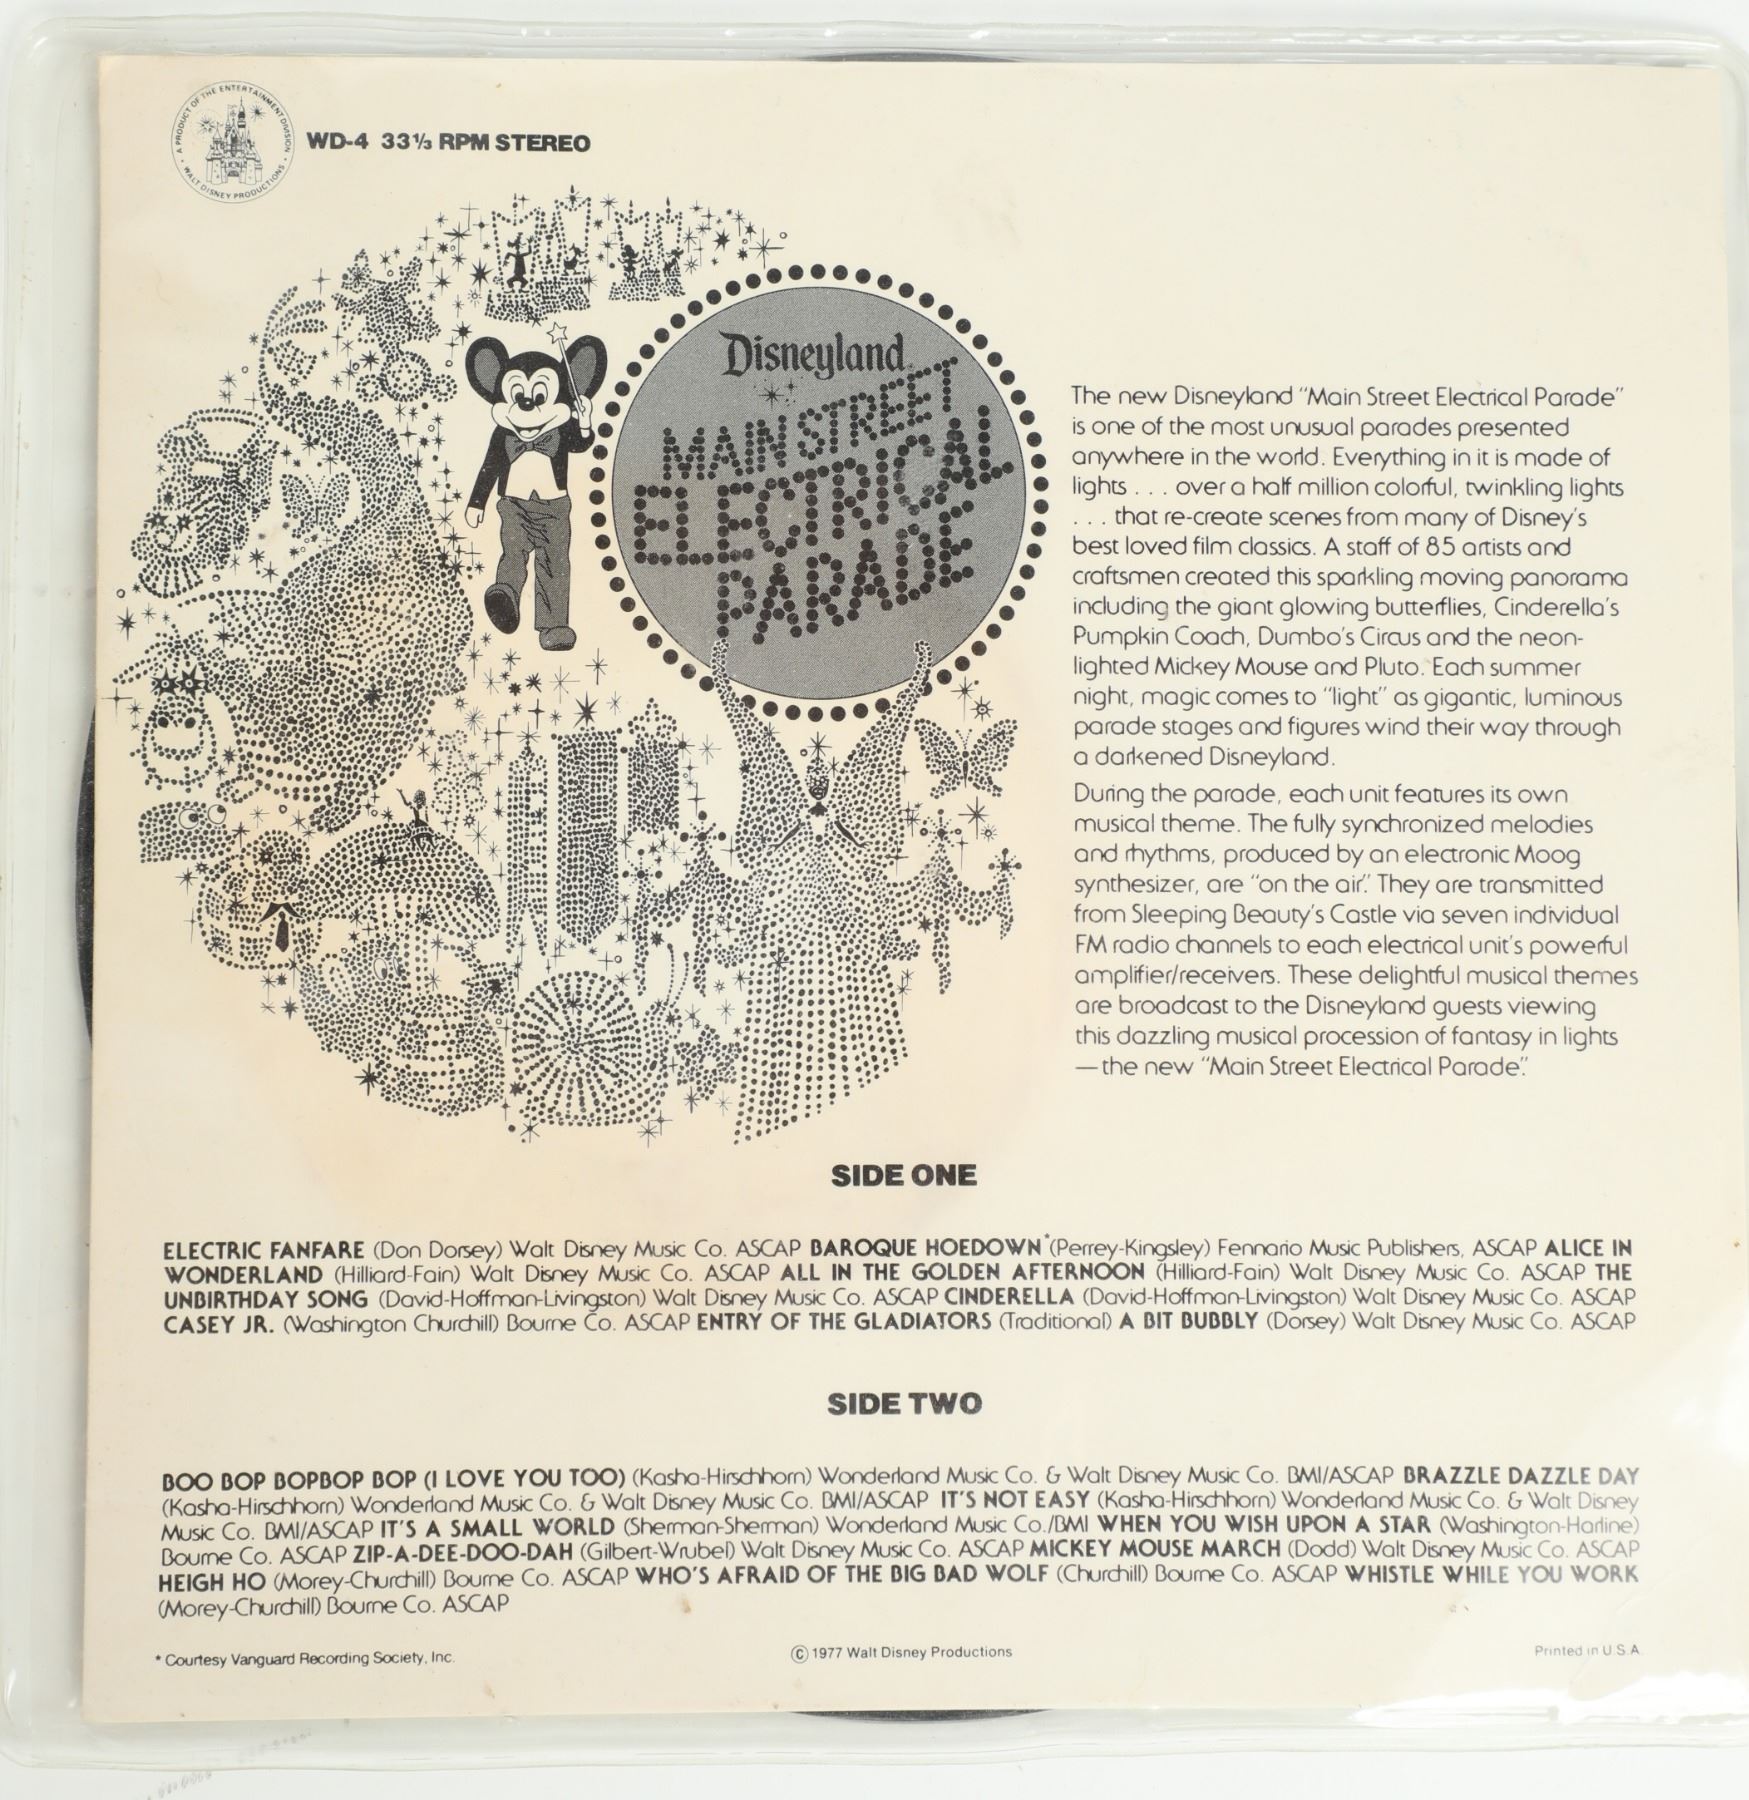 A PRODUCT OF THE ENTERTAINMENT DIVISION
• WALT DISNEY PRODUCTIONS •
WD-4 33⅓ RPM STEREO
Disneyland
MAIN STREET
ELECTRICAL
PARADE
The new Disneyland "Main Street Electrical Parade"
is one of the most unusual parades presented
anywhere in the world. Everything in it is made of
lights . . . over a half million colorful, twinkling lights
. . . that re-create scenes from many of Disney's
best loved film classics. A staff of 85 artists and
craftsmen created this sparkling moving panorama
including the giant glowing butterflies, Cinderella's
Pumpkin Coach, Dumbo's Circus and the neon-
lighted Mickey Mouse and Pluto. Each summer
night, magic comes to "light" as gigantic, luminous
parade stages and figures wind their way through
a darkened Disneyland.
During the parade, each unit features its own
musical theme. The fully synchronized melodies
and rhythms, produced by an electronic Moog
synthesizer, are "on the air." They are transmitted
from Sleeping Beauty's Castle via seven individual
FM radio channels to each electrical unit's powerful
amplifier/receivers. These delightful musical themes
are broadcast to the Disneyland guests viewing
this dazzling musical procession of fantasy in lights
—the new "Main Street Electrical Parade."
SIDE ONE
ELECTRIC FANFARE (Don Dorsey) Walt Disney Music Co. ASCAP BAROQUE HOEDOWN*(Perrey-Kingsley) Fennario Music Publishers, ASCAP ALICE IN
WONDERLAND (Hilliard-Fain) Walt Disney Music Co. ASCAP ALL IN THE GOLDEN AFTERNOON (Hilliard-Fain) Walt Disney Music Co. ASCAP THE
UNBIRTHDAY SONG (David-Hoffman-Livingston) Walt Disney Music Co. ASCAP CINDERELLA (David-Hoffman-Livingston) Walt Disney Music Co. ASCAP
CASEY JR. (Washington Churchill) Bourne Co. ASCAP ENTRY OF THE GLADIATORS (Traditional) A BIT BUBBLY (Dorsey) Walt Disney Music Co. ASCAP
SIDE TWO
BOO BOP BOPBOP BOP (I LOVE YOU TOO) (Kasha-Hirschhorn) Wonderland Music Co. & Walt Disney Music Co. BMI/ASCAP BRAZZLE DAZZLE DAY
(Kasha-Hirschhorn) Wonderland Music Co. & Walt Disney Music Co. BMI/ASCAP IT'S NOT EASY (Kasha-Hirschhorn) Wonderland Music Co. & Walt Disney
Music Co. BMI/ASCAP IT'S A SMALL WORLD (Sherman-Sherman) Wonderland Music Co./BMI WHEN YOU WISH UPON A STAR (Washington-Harline)
Bourne Co. ASCAP ZIP-A-DEE-DOO-DAH (Gilbert-Wrubel) Walt Disney Music Co. ASCAP MICKEY MOUSE MARCH (Dodd) Walt Disney Music Co. ASCAP
HEIGH HO (Morey-Churchill) Bourne Co. ASCAP WHO'S AFRAID OF THE BIG BAD WOLF (Churchill) Bourne Co. ASCAP WHISTLE WHILE YOU WORK
(Morey-Churchill) Bourne Co. ASCAP
* Courtesy Vanguard Recording Society, Inc.
© 1977 Walt Disney Productions
Printed in U.S.A.